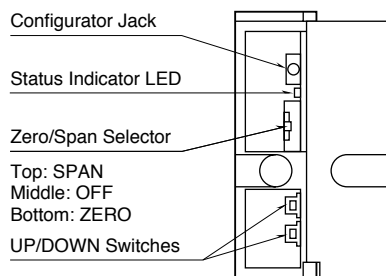 Configurator Jack
Status Indicator LED
Zero/Span Selector
Top: SPAN
Middle: OFF
Bottom: ZERO
UP/DOWN Switches